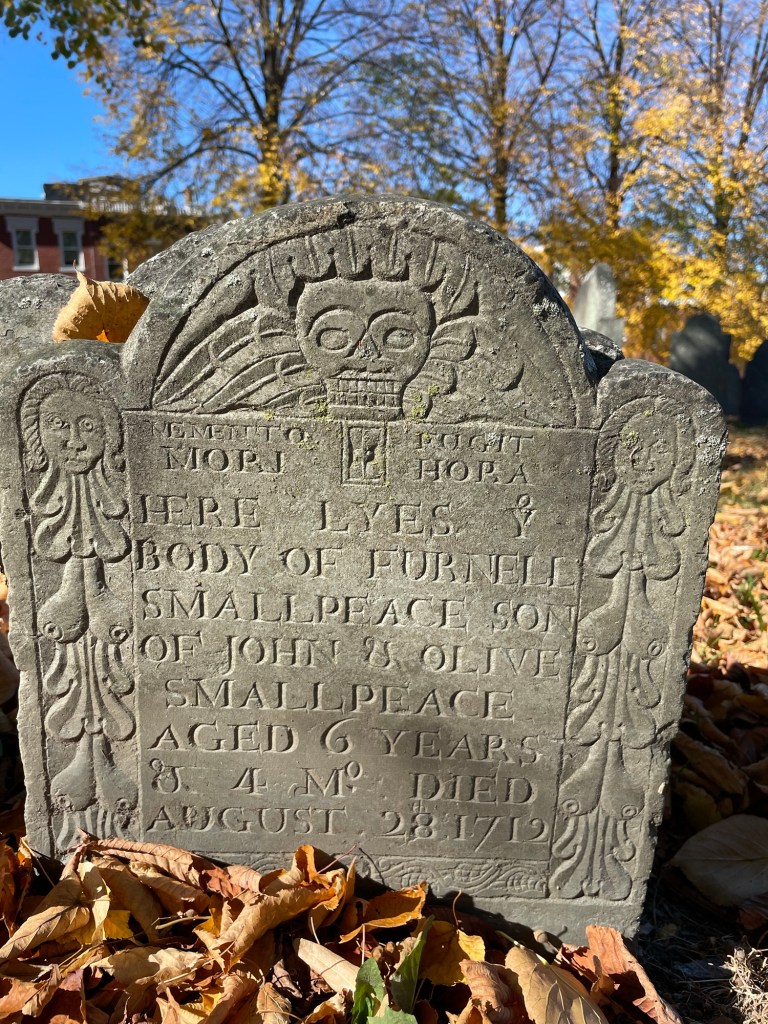 MEMENTO FUGIT
MORI HORA
HERE LYES Yᵉ
BODY OF FURNELL
SMALLPEACE SON
OF JOHN & OLIVE
SMALLPEACE
AGED 6 YEARS
& 4 Mᵒ DIED
AUGUST 28ᵗʰ 1712